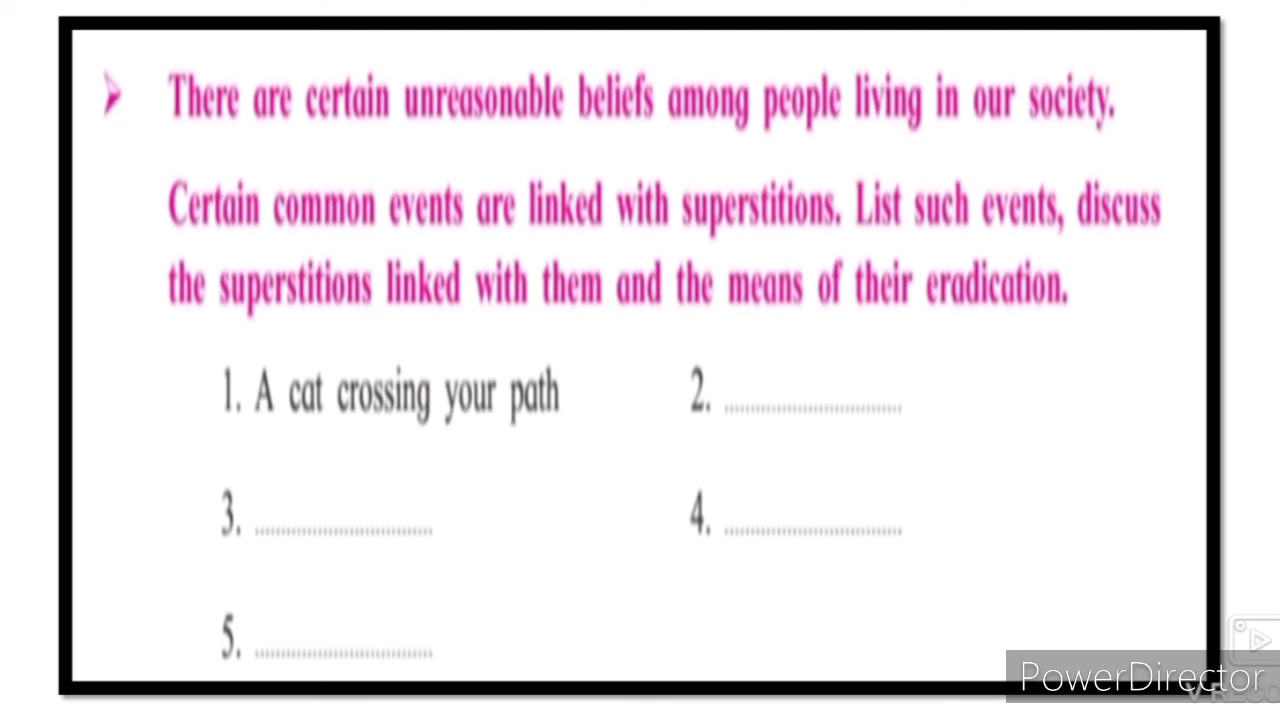 There are certain unreasonable beliefs among people living in our society.
Certain common events are linked with superstitions. List such events, discuss
the superstitions linked with them and the means of their eradication.
1. A cat crossing your path 2. ..............................
3. .............................. 4. ..............................
5. ..............................
PowerDirector